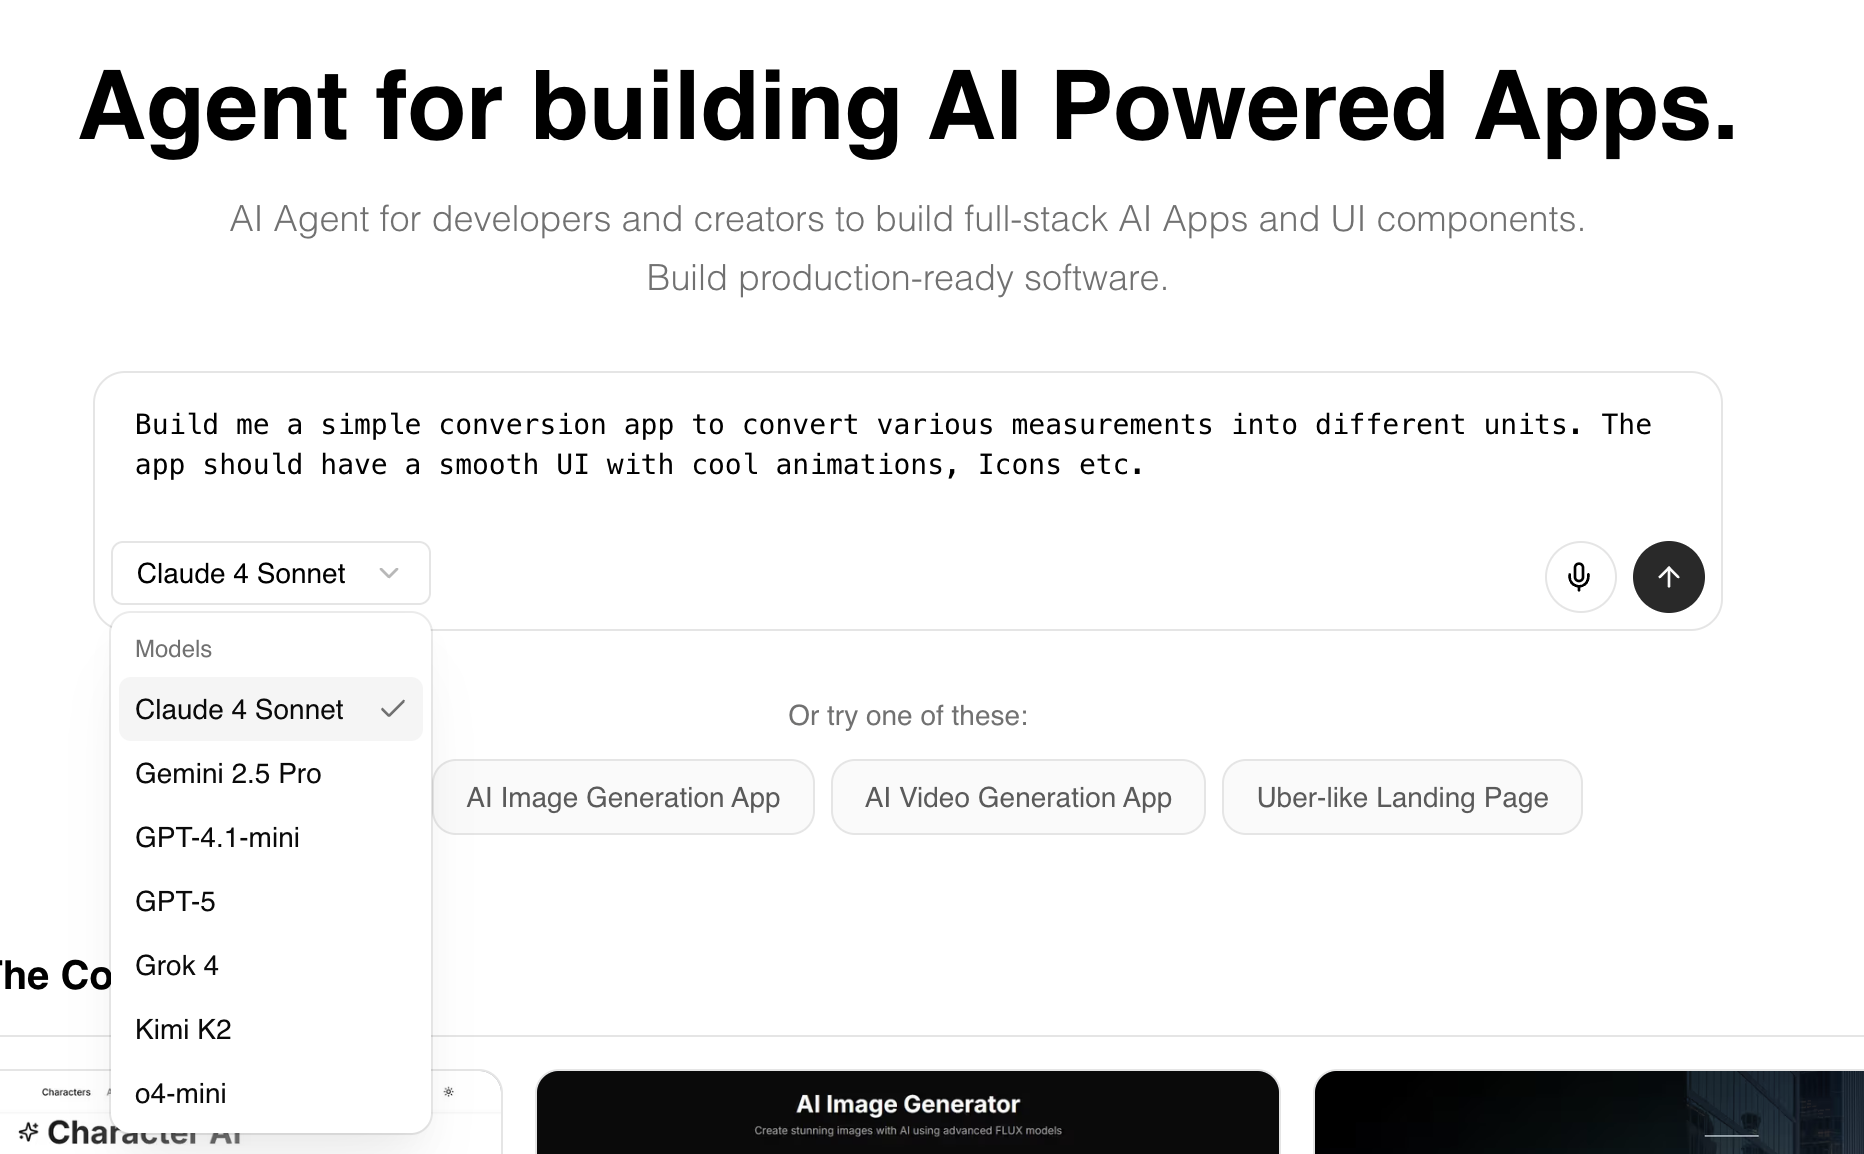 Agent for building AI Powered Apps.
AI Agent for developers and creators to build full-stack AI Apps and UI components.
Build production-ready software.
Build me a simple conversion app to convert various measurements into different units. The
app should have a smooth UI with cool animations, Icons etc.
Claude 4 Sonnet
Models
Claude 4 Sonnet
Gemini 2.5 Pro
GPT-4.1-mini
GPT-5
Grok 4
Kimi K2
o4-mini
Or try one of these:
AI Image Generation App
AI Video Generation App
Uber-like Landing Page
The Co
Characters
Character AI
AI Image Generator
Create stunning images with AI using advanced FLUX models